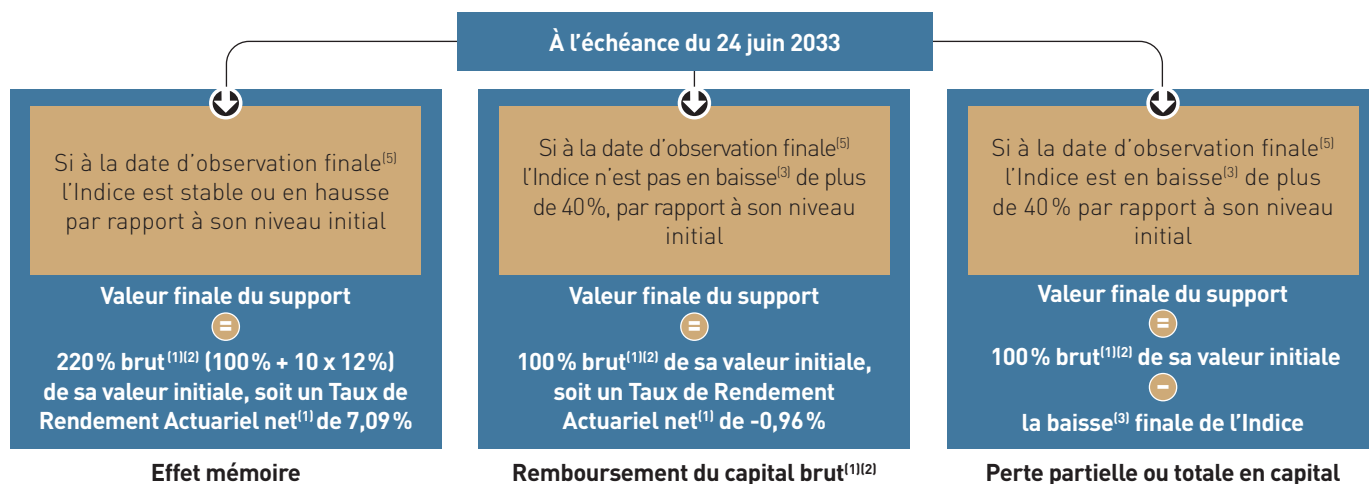 À l’échéance du 24 juin 2033
Si à la date d’observation finale(5)
l’Indice est stable ou en hausse
par rapport à son niveau initial
Valeur finale du support
=
220 % brut(1)(2) (100 % + 10 x 12 %)
de sa valeur initiale, soit un Taux de
Rendement Actuariel net(1) de 7,09 %
Effet mémoire
Si à la date d’observation finale(5)
l’Indice n’est pas en baisse(3) de plus
de 40 %, par rapport à son niveau
initial
Valeur finale du support
=
100 % brut(1)(2) de sa valeur initiale,
soit un Taux de Rendement
Actuariel net(1) de -0,96 %
Remboursement du capital brut(1)(2)
Si à la date d’observation finale(5)
l’Indice est en baisse(3) de plus
de 40 % par rapport à son niveau
initial
Valeur finale du support
=
100 % brut(1)(2) de sa valeur initiale
-
la baisse(3) finale de l’Indice
Perte partielle ou totale en capital